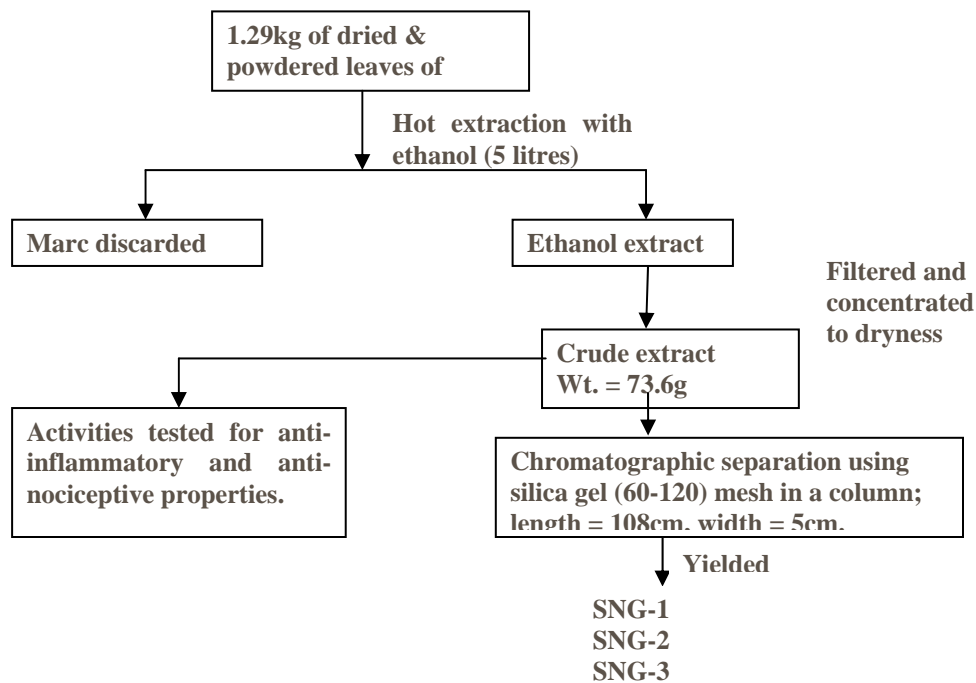 1.29kg of dried &
powdered leaves of
Hot extraction with
ethanol (5 litres)
Marc discarded
Ethanol extract
Filtered and
concentrated
to dryness
Crude extract
Wt. = 73.6g
Activities tested for anti-
inflammatory and anti-
nociceptive properties.
Chromatographic separation using
silica gel (60-120) mesh in a column;
length = 108cm, width = 5cm.
Yielded
SNG-1
SNG-2
SNG-3